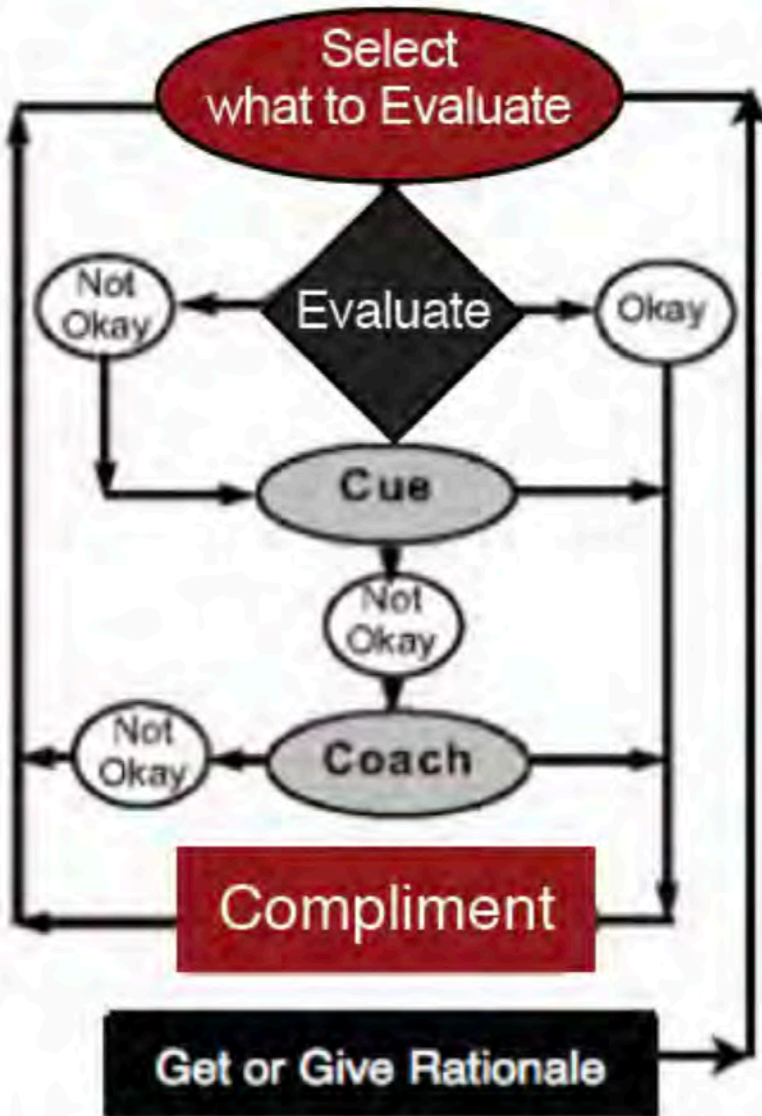 Select
what to Evaluate
Not
Okay
Evaluate
Okay
Cue
Not
Okay
Not
Okay
Coach
Compliment
Get or Give Rationale